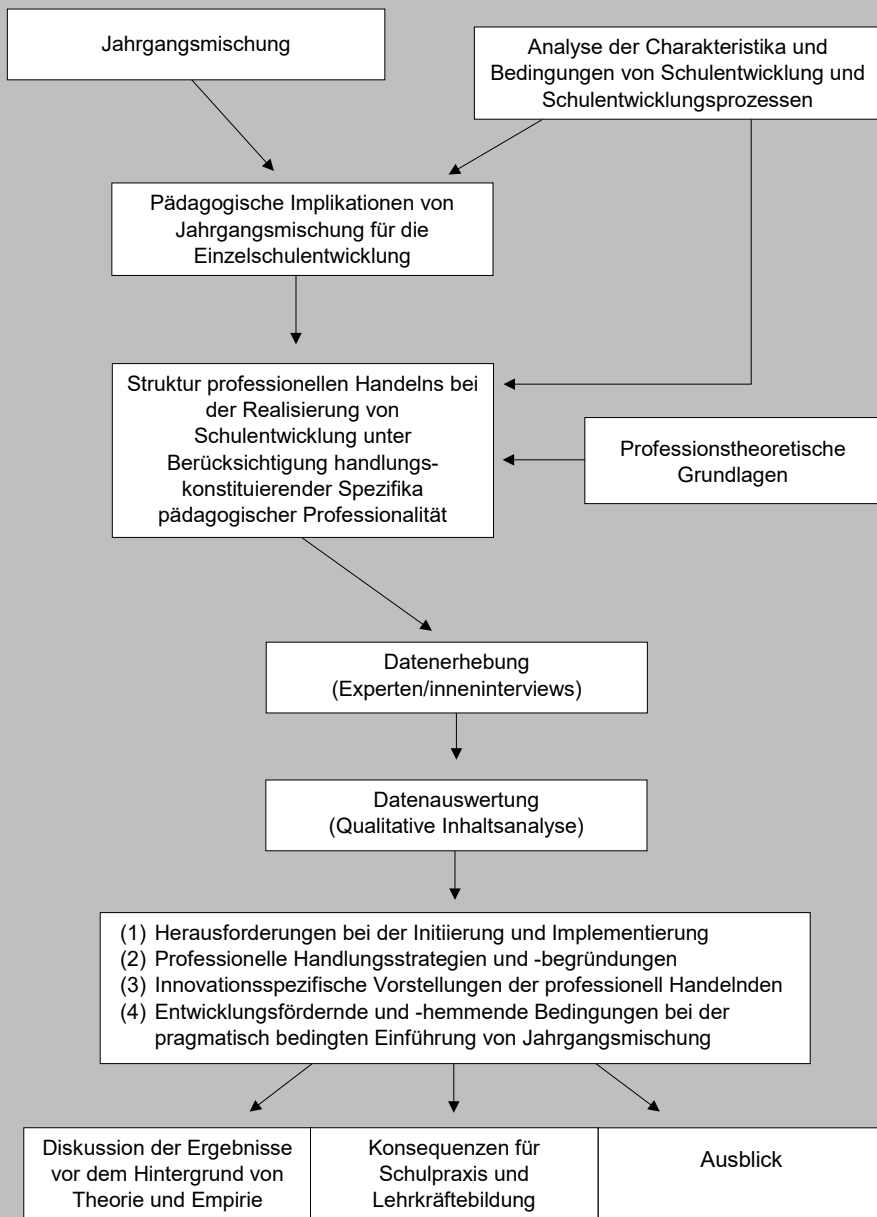 Jahrgangsmischung
Analyse der Charakteristika und
Bedingungen von Schulentwicklung und
Schulentwicklungsprozessen
Pädagogische Implikationen von
Jahrgangsmischung für die
Einzelschulentwicklung
Struktur professionellen Handelns bei
der Realisierung von
Schulentwicklung unter
Berücksichtigung handlungs-
konstituierender Spezifika
pädagogischer Professionalität
Professionstheoretische
Grundlagen
Datenerhebung
(Experten/inneninterviews)
Datenauswertung
(Qualitative Inhaltsanalyse)
(1) Herausforderungen bei der Initiierung und Implementierung
(2) Professionelle Handlungsstrategien und -begründungen
(3) Innovationsspezifische Vorstellungen der professionell Handelnden
(4) Entwicklungsfördernde und -hemmende Bedingungen bei der
pragmatisch bedingten Einführung von Jahrgangsmischung
Diskussion der Ergebnisse
vor dem Hintergrund von
Theorie und Empirie
Konsequenzen für
Schulpraxis und
Lehrkräftebildung
Ausblick